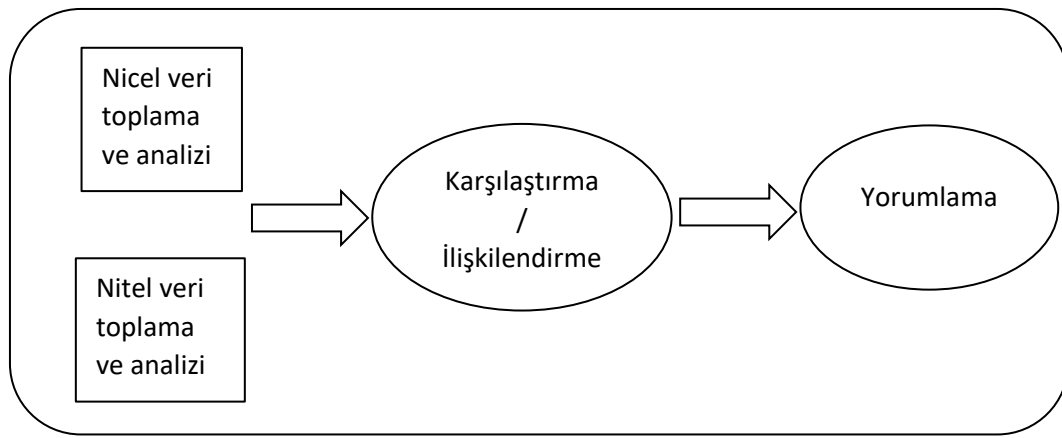 Nicel veri
toplama
ve analizi
Nitel veri
toplama
ve analizi
Karşılaştırma
/
İlişkilendirme
Yorumlama